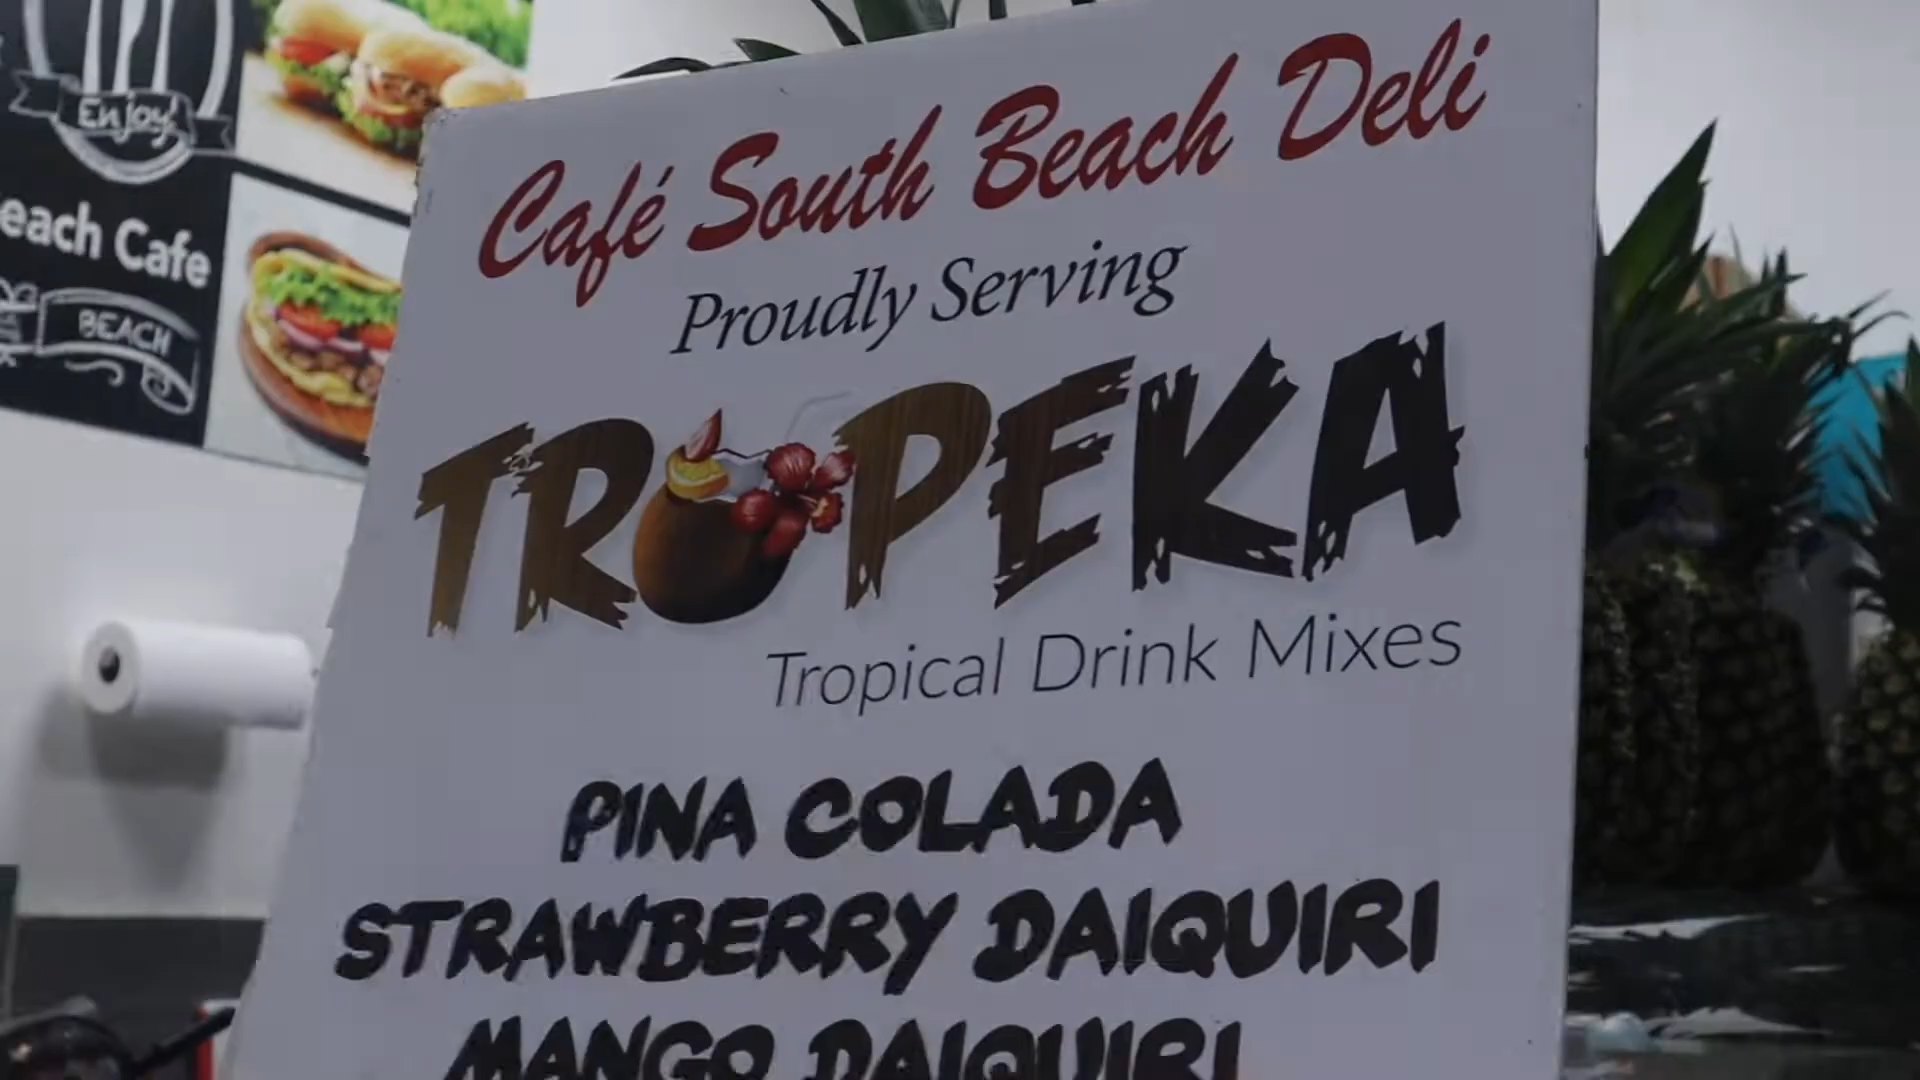 Enjoy
each Cafe
BEACH
Café South Beach Deli
Proudly Serving
TROPEKA
Tropical Drink Mixes
PINA COLADA
STRAWBERRY DAIQUIRI
MANGO DAIQUIRI